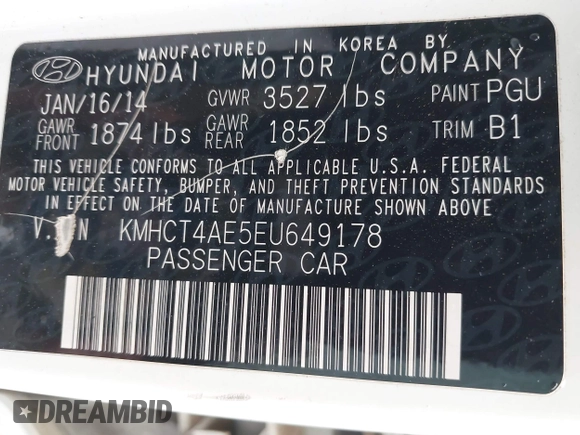 MANUFACTURED IN KOREA BY
HYUNDAI MOTOR COMPANY
JAN/16/14 GVWR 3527 lbs PAINT PGU
GAWR FRONT 1874 lbs GAWR REAR 1852 lbs TRIM B1
THIS VEHICLE CONFORMS TO ALL APPLICABLE U.S.A. FEDERAL
MOTOR VEHICLE SAFETY, BUMPER, AND THEFT PREVENTION STANDARDS
IN EFFECT ON THE DATE OF MANUFACTURE SHOWN ABOVE
V.I.N KMHCT4AE5EU649178
PASSENGER CAR
DREAMBID